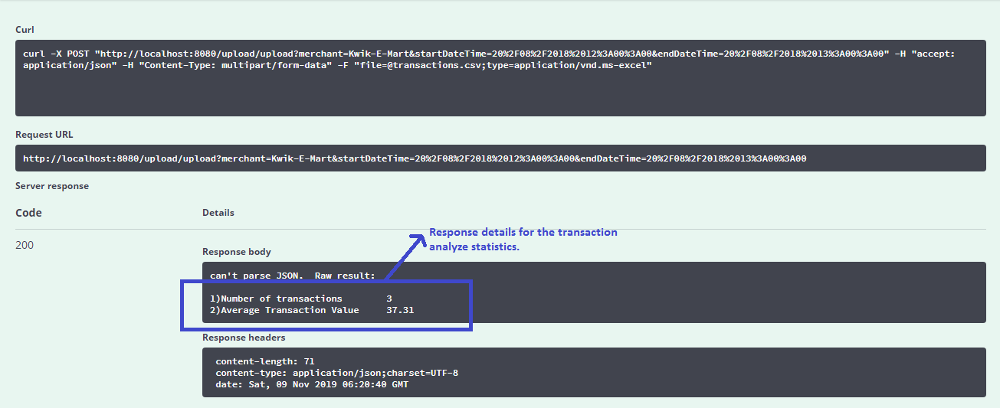 Curl
curl -X POST "http://localhost:8080/upload/upload?merchant=Kwik-E-Mart&startDateTime=20%2F08%2F2018%2012%3A00%3A00&endDateTime=20%2F08%2F2018%2013%3A00%3A00" -H "accept:
application/json" -H "Content-Type: multipart/form-data" -F "file=@transactions.csv;type=application/vnd.ms-excel"
Request URL
http://localhost:8080/upload/upload?merchant=Kwik-E-Mart&startDateTime=20%2F08%2F2018%2012%3A00%3A00&endDateTime=20%2F08%2F2018%2013%3A00%3A00
Server response
Code Details
200
Response details for the transaction
analyze statistics.
Response body
can't parse JSON.  Raw result:
1)Number of transactions        3
2)Average Transaction Value     37.31
Response headers
content-length: 71
content-type: application/json;charset=UTF-8
date: Sat, 09 Nov 2019 06:20:40 GMT